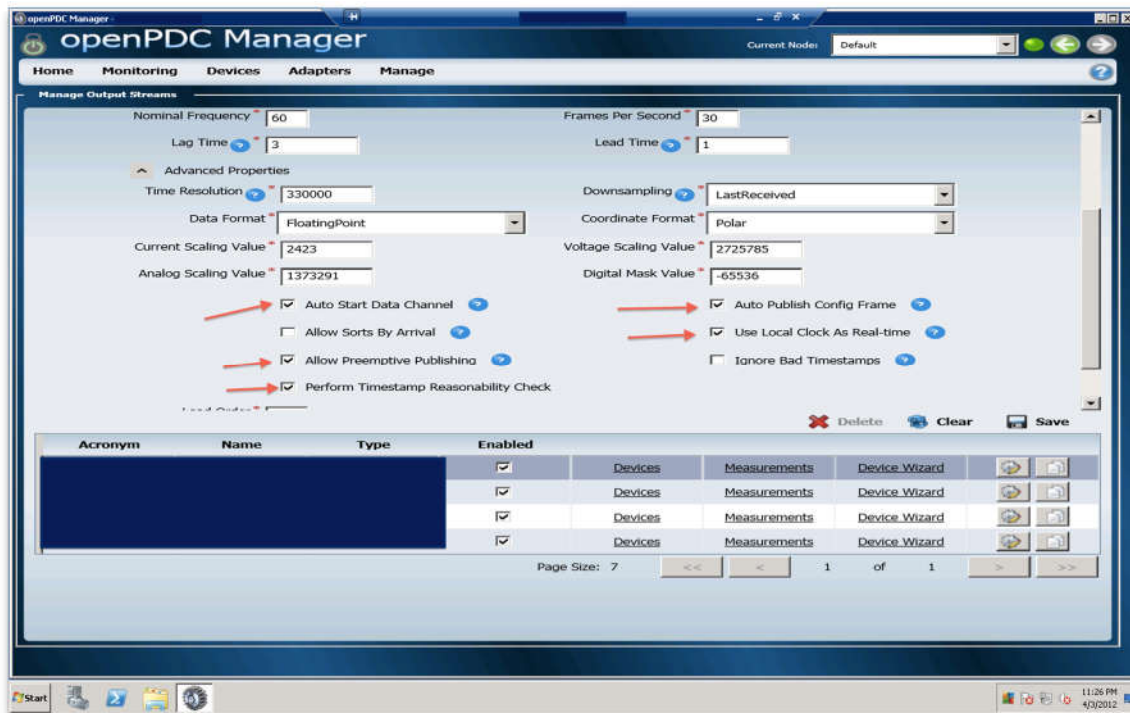 openPDC Manager -
openPDC Manager
Current Node: Default
Home Monitoring Devices Adapters Manage
Manage Output Streams
Nominal Frequency * 60 Frames Per Second * 30
Lag Time * 3 Lead Time * 1
Advanced Properties
Time Resolution * 330000 Downsampling * LastReceived
Data Format * FloatingPoint Coordinate Format * Polar
Current Scaling Value * 2423 Voltage Scaling Value * 2725785
Analog Scaling Value * 1373291 Digital Mask Value * -65536
Auto Start Data Channel Auto Publish Config Frame
Allow Sorts By Arrival Use Local Clock As Real-time
Allow Preemptive Publishing Ignore Bad Timestamps
Perform Timestamp Reasonability Check
Delete Clear Save
Acronym Name Type Enabled
Devices Measurements Device Wizard
Devices Measurements Device Wizard
Devices Measurements Device Wizard
Devices Measurements Device Wizard
Page Size: 7 << < 1 of 1 > >>
Start 11:26 PM
4/3/2012